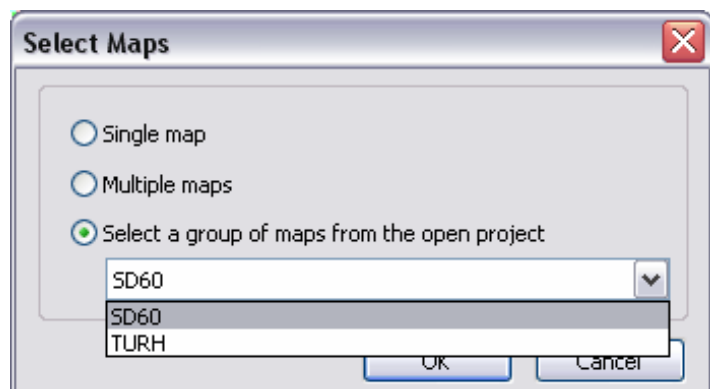 Select Maps
Single map
Multiple maps
Select a group of maps from the open project
SD60
SD60
TURH
OK
Cancel